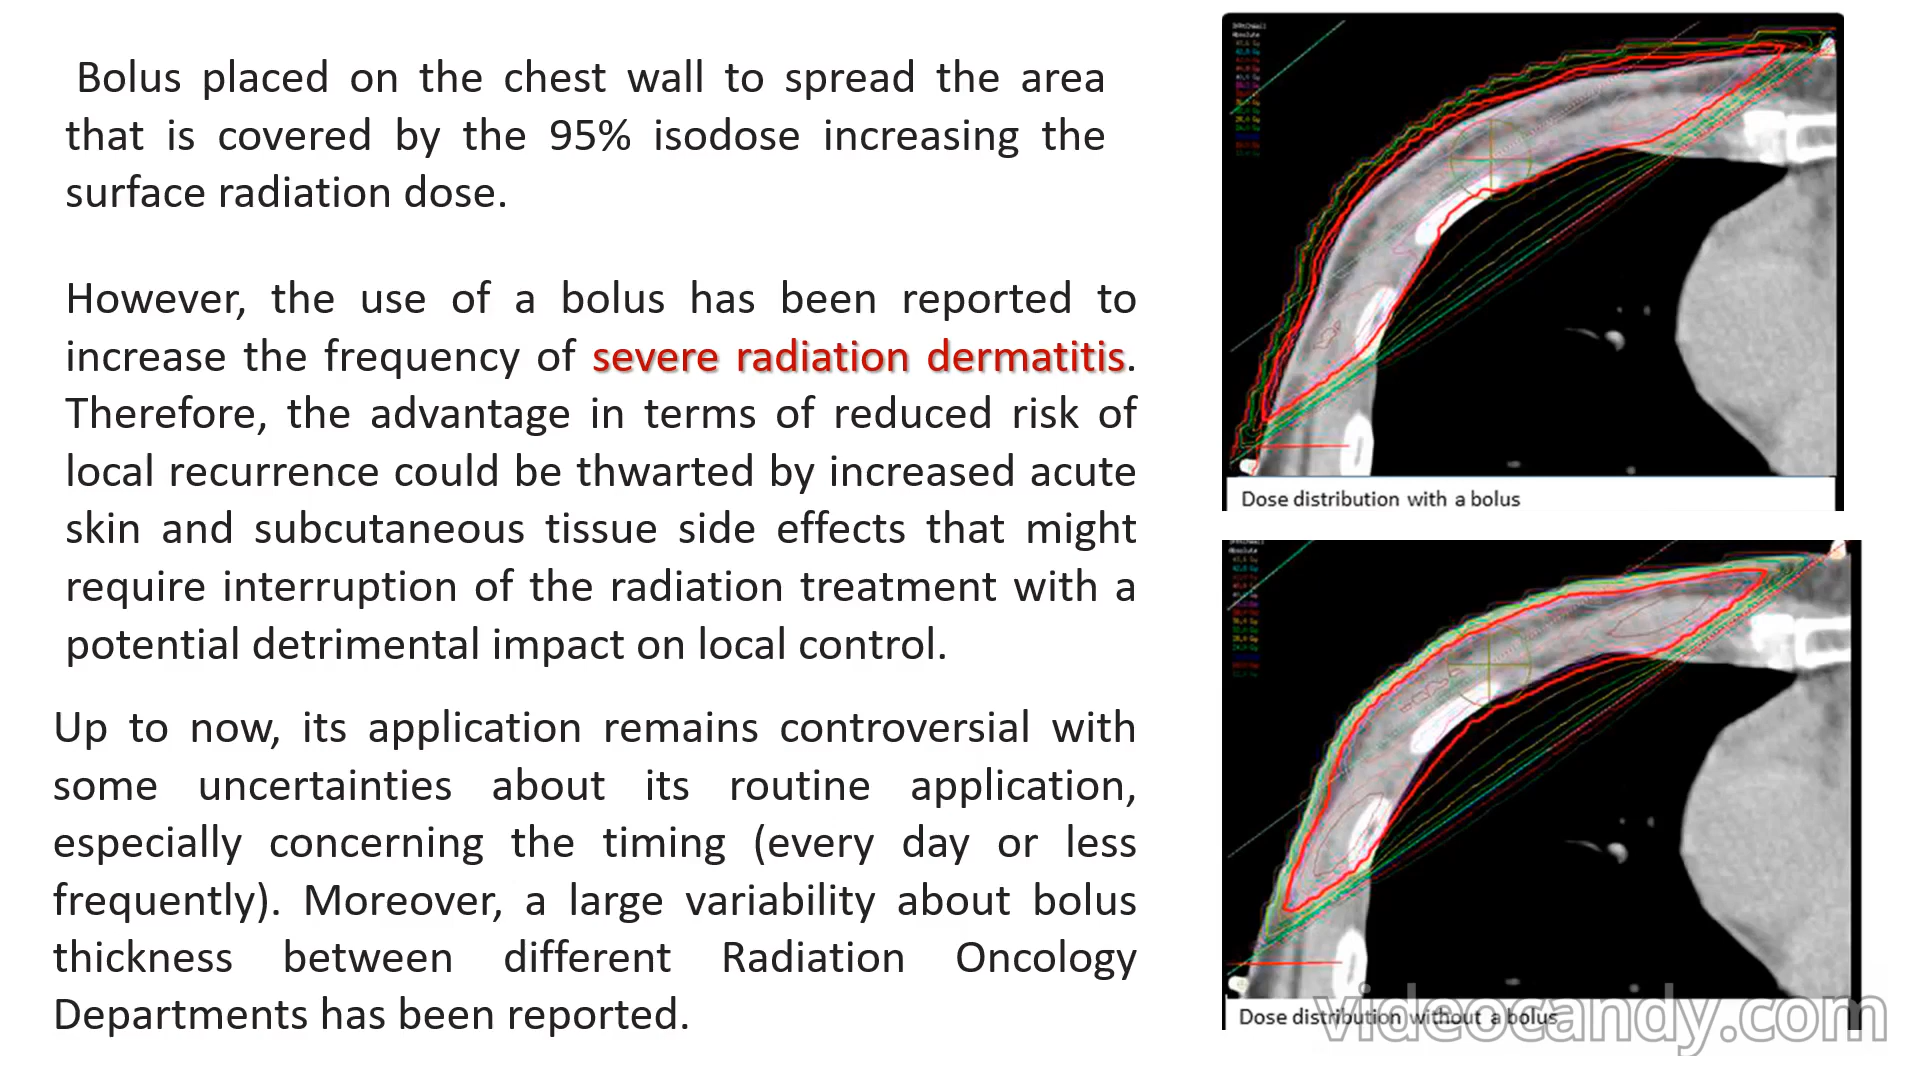 Bolus placed on the chest wall to spread the area
that is covered by the 95% isodose increasing the
surface radiation dose.
However, the use of a bolus has been reported to
increase the frequency of severe radiation dermatitis.
Therefore, the advantage in terms of reduced risk of
local recurrence could be thwarted by increased acute
skin and subcutaneous tissue side effects that might
require interruption of the radiation treatment with a
potential detrimental impact on local control.
Up to now, its application remains controversial with
some uncertainties about its routine application,
especially concerning the timing (every day or less
frequently). Moreover, a large variability about bolus
thickness between different Radiation Oncology
Departments has been reported.
Absolute
Dose distribution with a bolus
Absolute
Dose distribution without a bolus
videocandy.com